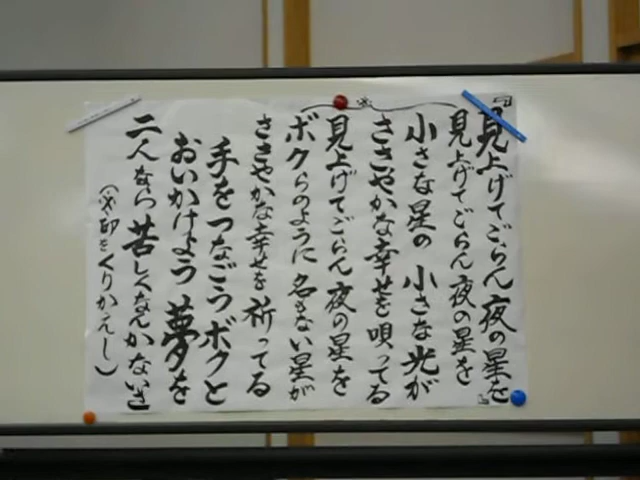 『見上げてごらん夜の星を』
見上げてごらん夜の星を
小さな星の 小さな光が
ささやかな幸せを唄ってる
見上げてごらん夜の星を
ボクらのように名もない星が
ささやかな幸せを祈ってる
手をつなごうボクと
おいかけよう夢を
二人なら苦しくなんかないさ
(※印をくりかえし)
※